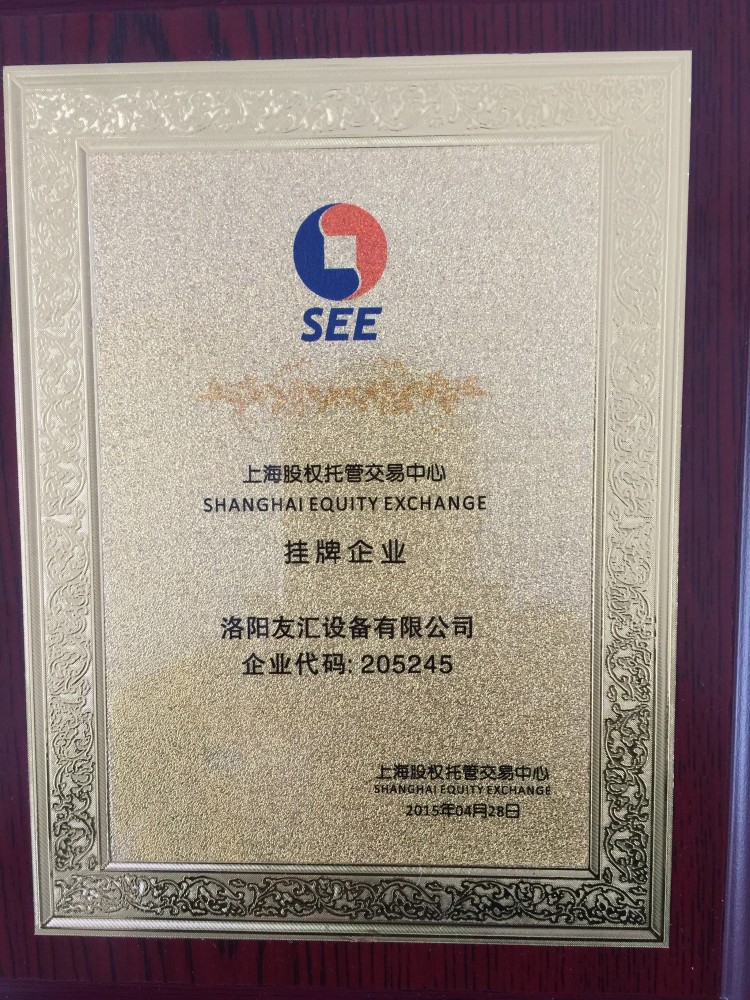 SEE
上海股权托管交易中心
SHANGHAI EQUITY EXCHANGE
挂牌企业
洛阳友汇设备有限公司
企业代码: 205245
上海股权托管交易中心
SHANGHAI EQUITY EXCHANGE
2015年04月28日